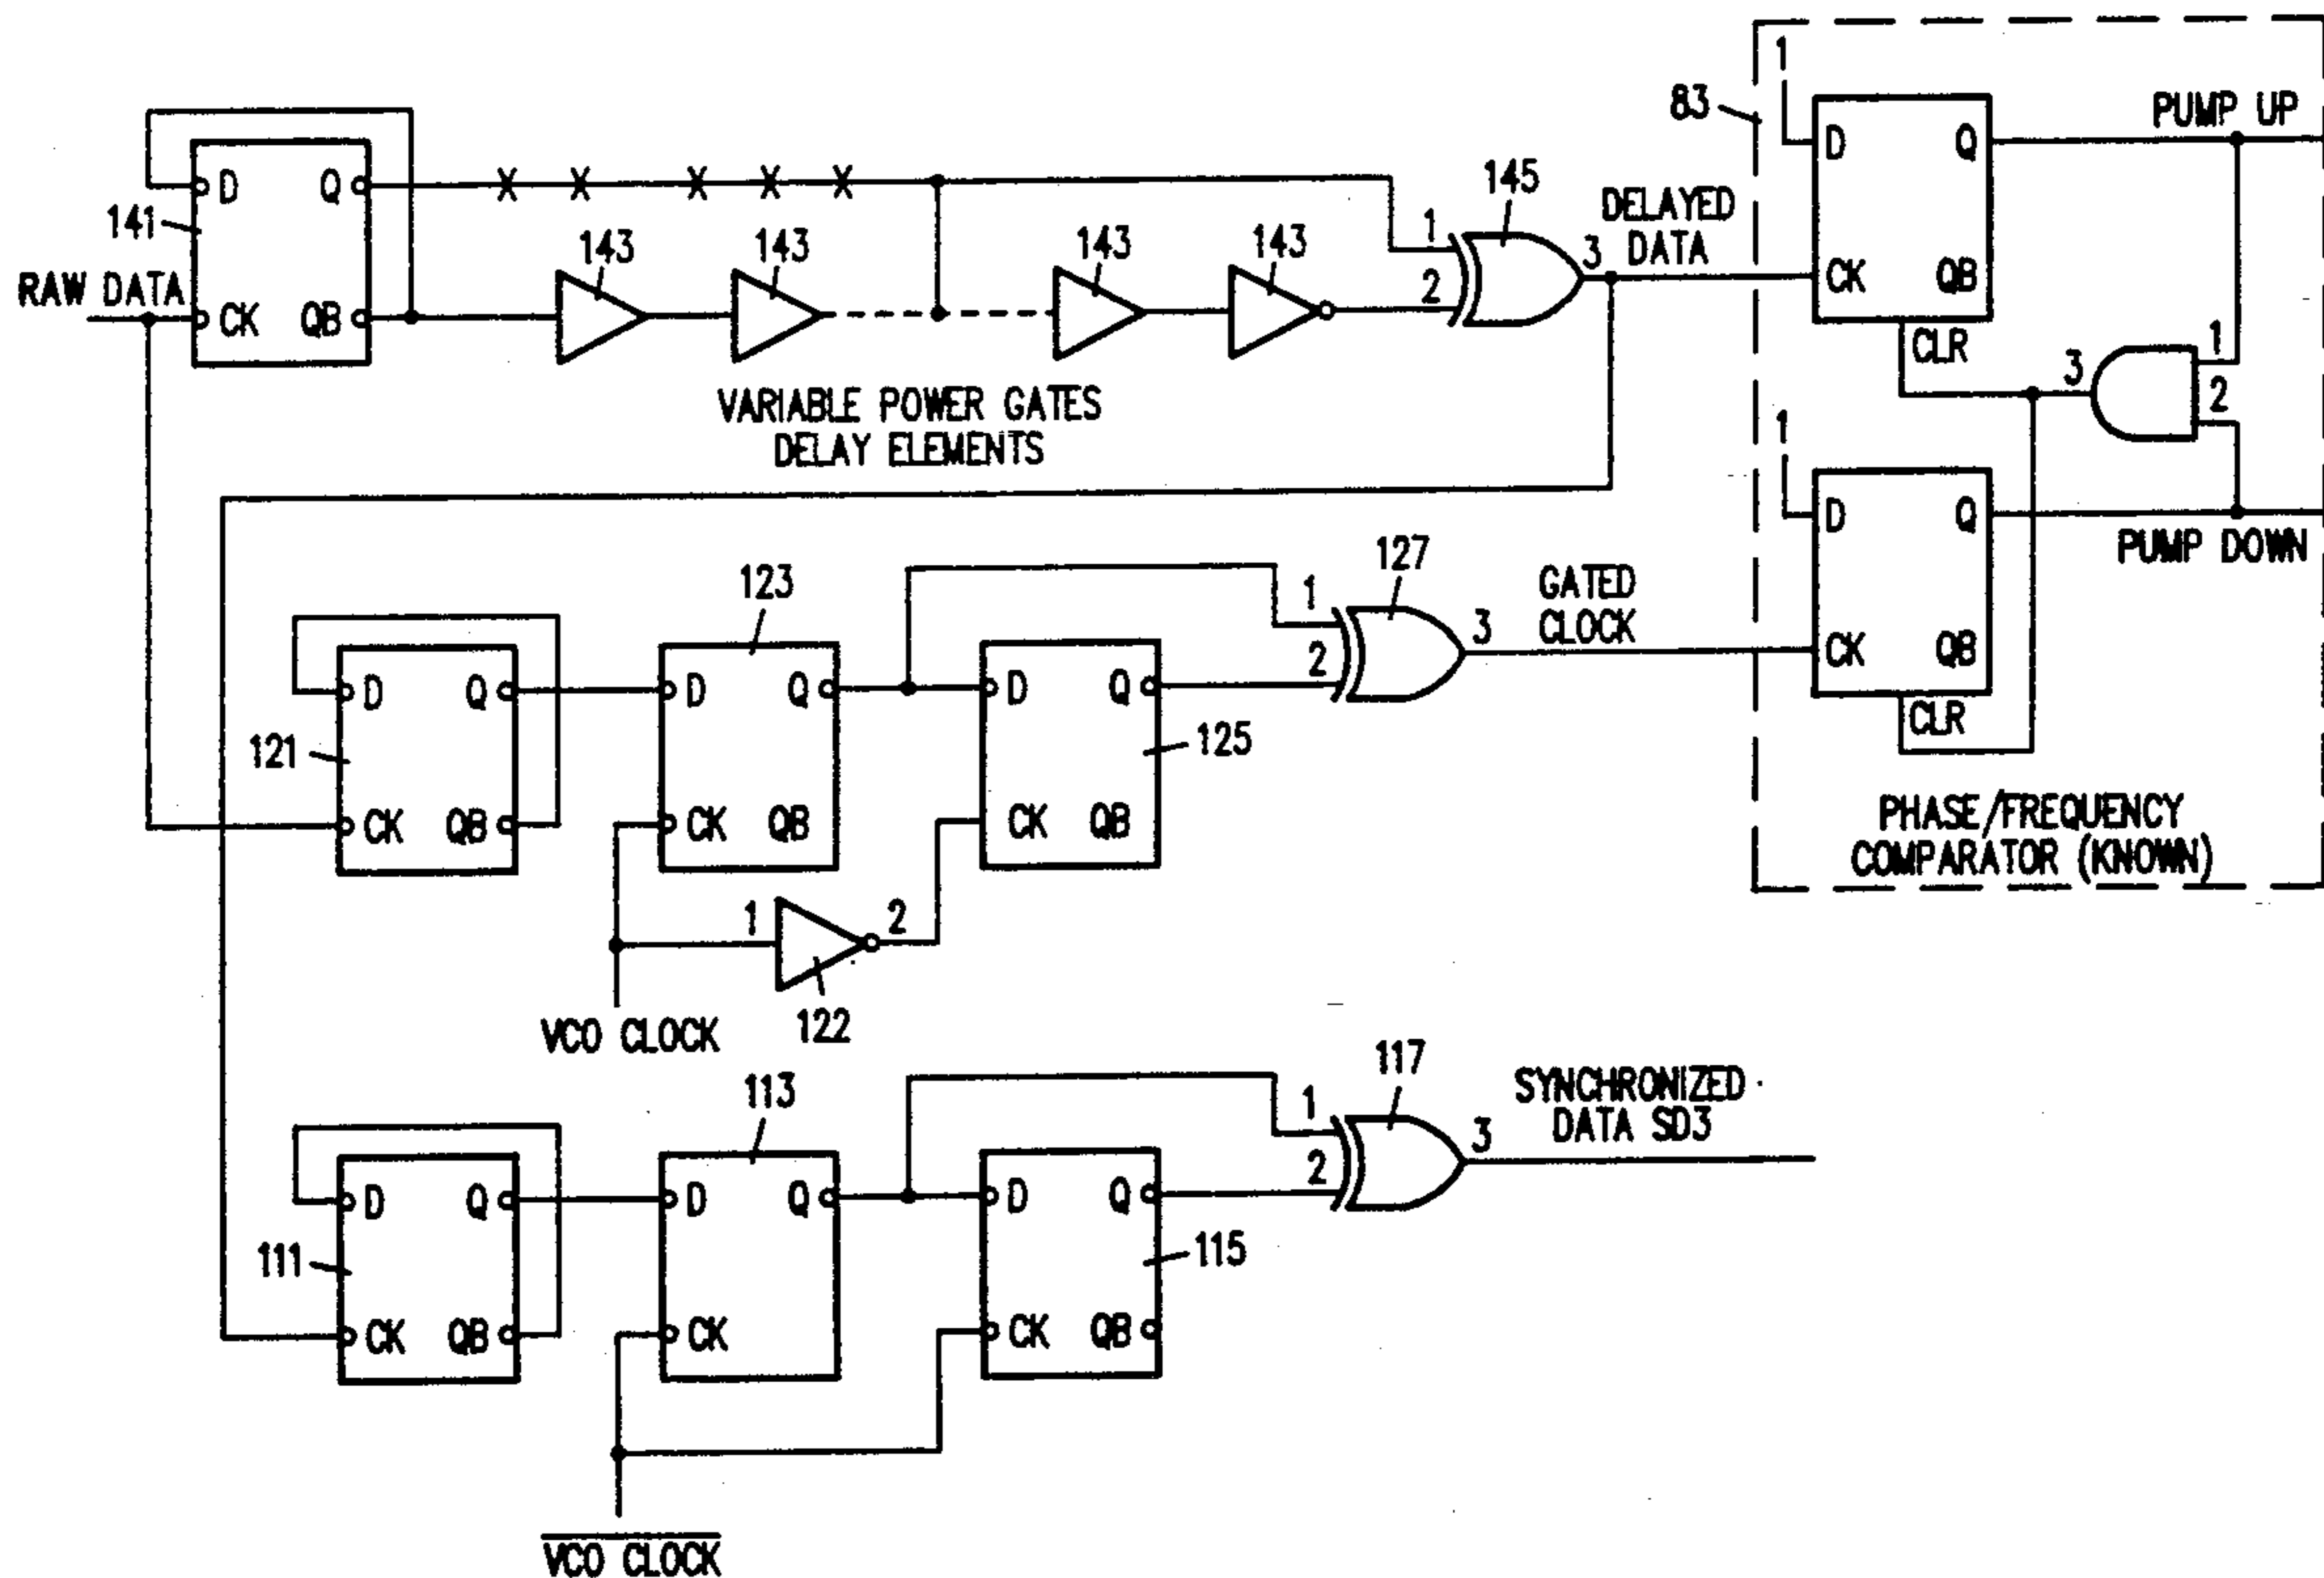 83
1
D
Q
PUMP UP
CK
QB
CLR
1
2
3
1
D
Q
PUMP DOWN
CK
QB
CLR
PHASE/FREQUENCY
COMPARATOR (KNOWN)
141
D
Q
RAW DATA
CK
QB
143
143
143
143
VARIABLE POWER GATES
DELAY ELEMENTS
145
1
2
3
DELAYED
DATA
121
D
Q
CK
QB
123
D
Q
CK
QB
D
Q
125
CK
QB
127
1
2
3
GATED
CLOCK
1
2
122
VCO CLOCK
111
D
Q
CK
QB
113
D
Q
CK
D
Q
115
CK
QB
117
1
2
3
SYNCHRONIZED
DATA SD3
VCO CLOCK